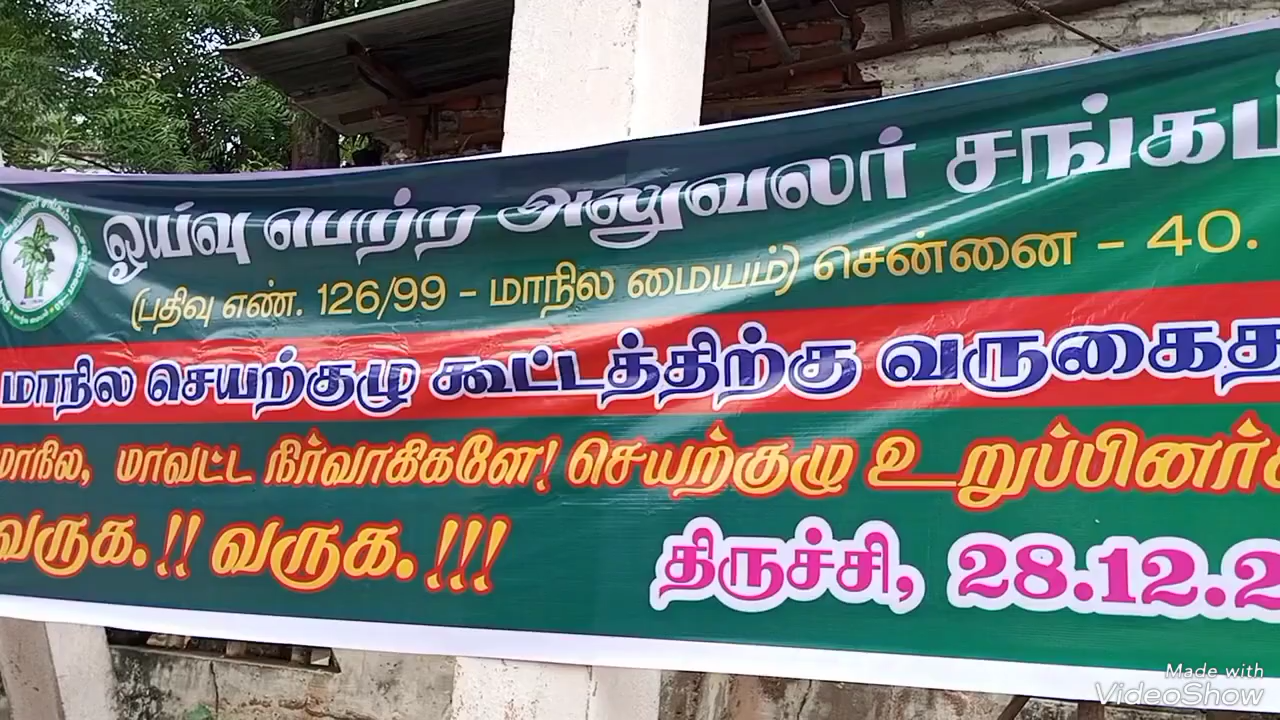 ஓய்வு பெற்ற அலுவலர் சங்கம்
(பதிவு எண். 126/99 - மாநில மையம்) சென்னை - 40.
மாநில செயற்குழு கூட்டத்திற்கு வருகைத
மாநில, மாவட்ட நிர்வாகிகளே! செயற்குழு உறுப்பினர்க
வருக.!! வருக.!!!
திருச்சி, 28.12.2
Made with
VideoShow